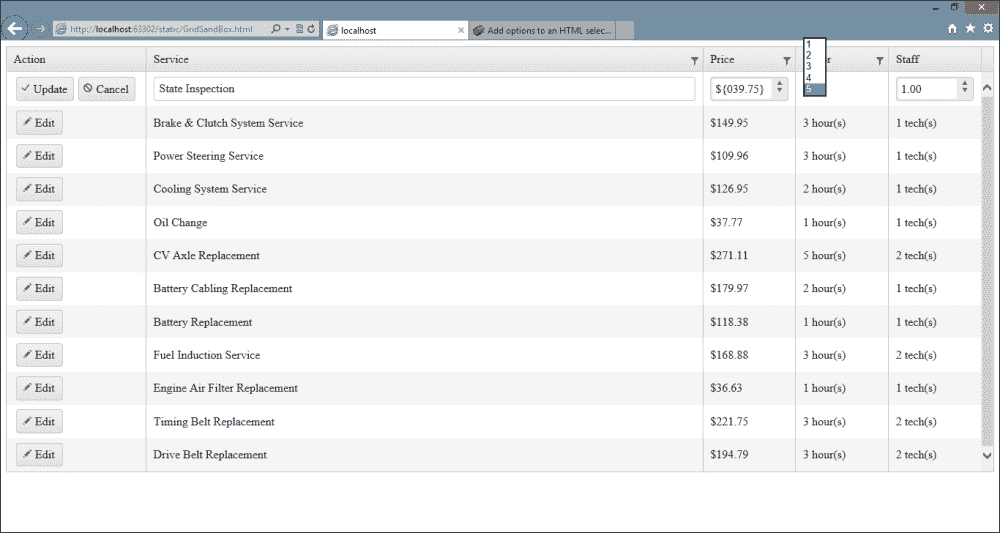 http://localhost:63302/static/GridSandBox.html
localhost
Add options to an HTML selec...
Action Service Price r Staff
1
2
3
4
5
Update Cancel State Inspection ${039.75} 1.00
Edit Brake & Clutch System Service $149.95 3 hour(s) 1 tech(s)
Edit Power Steering Service $109.96 3 hour(s) 1 tech(s)
Edit Cooling System Service $126.95 2 hour(s) 1 tech(s)
Edit Oil Change $37.77 1 hour(s) 1 tech(s)
Edit CV Axle Replacement $271.11 5 hour(s) 2 tech(s)
Edit Battery Cabling Replacement $179.97 2 hour(s) 1 tech(s)
Edit Battery Replacement $118.38 1 hour(s) 1 tech(s)
Edit Fuel Induction Service $168.88 3 hour(s) 2 tech(s)
Edit Engine Air Filter Replacement $36.63 1 hour(s) 1 tech(s)
Edit Timing Belt Replacement $221.75 3 hour(s) 2 tech(s)
Edit Drive Belt Replacement $194.79 3 hour(s) 2 tech(s)